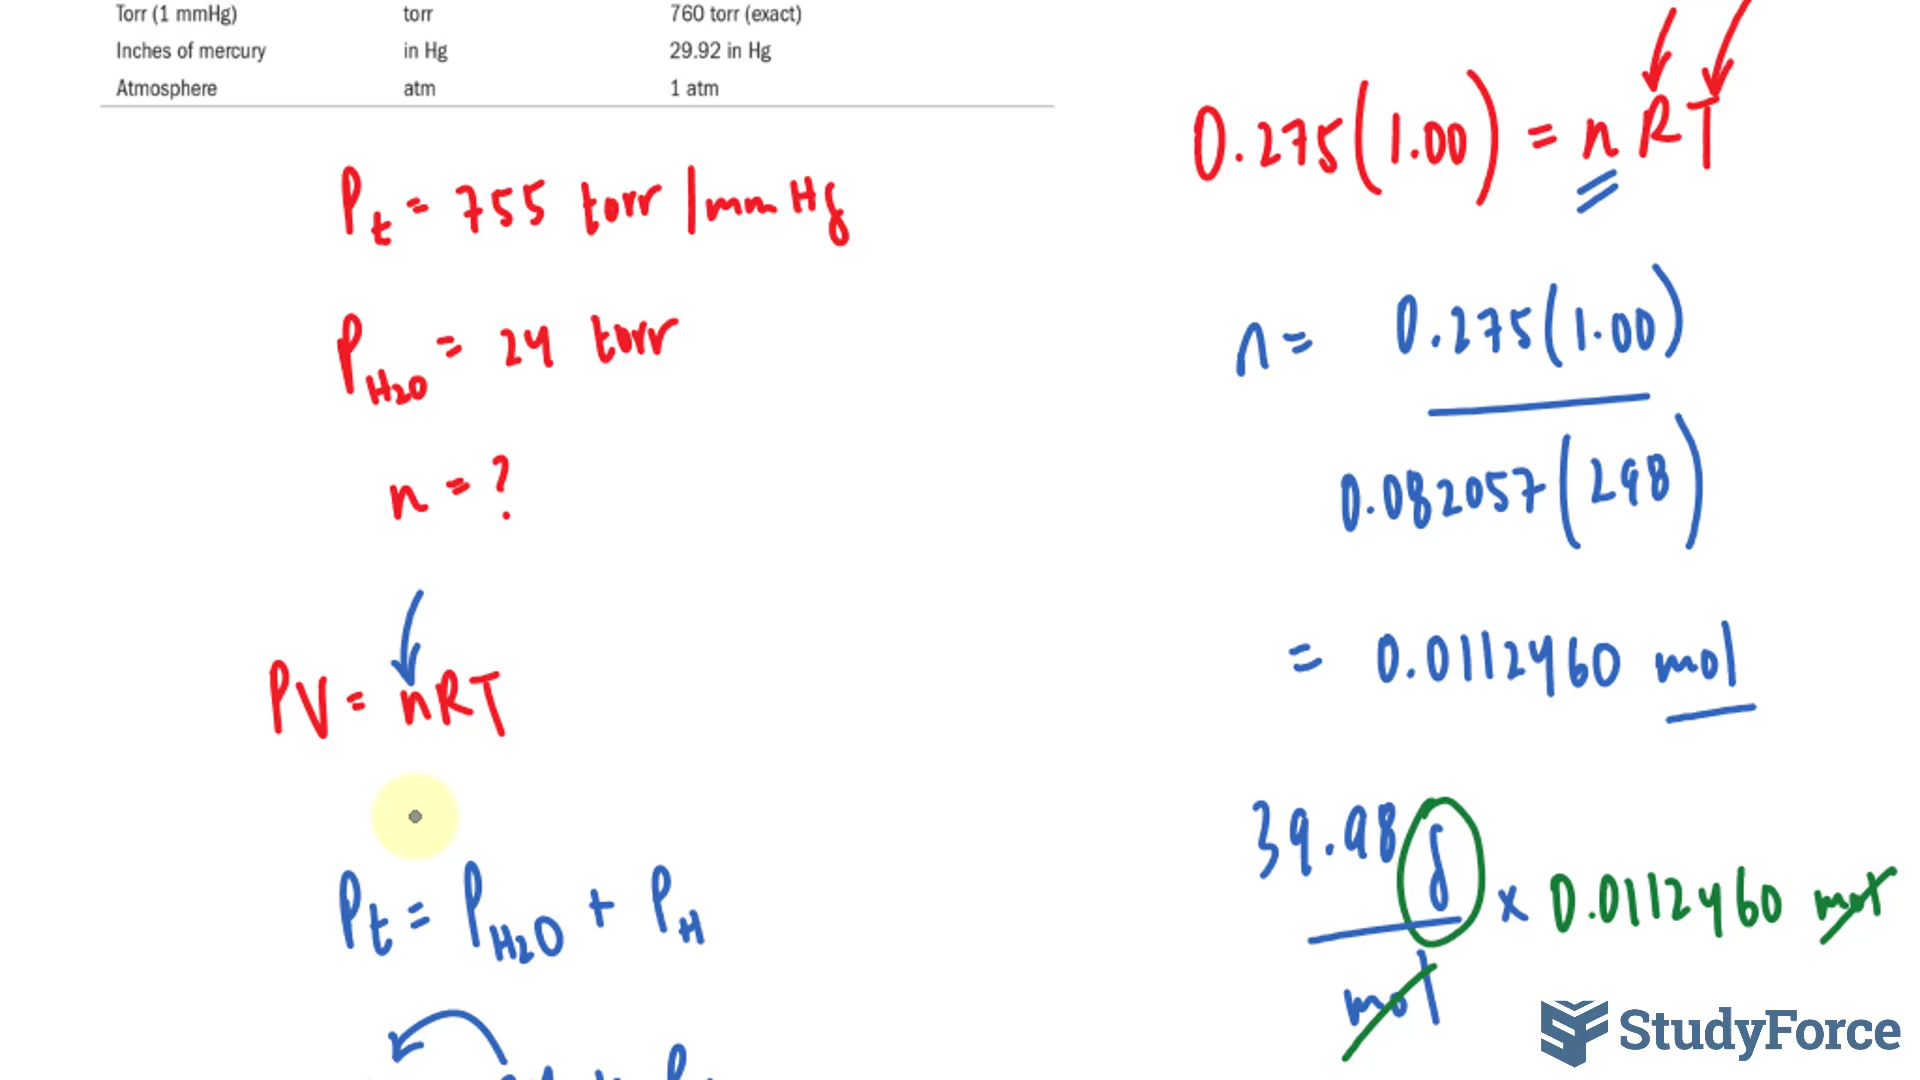 Torr (1 mmHg) torr 760 torr (exact)
Inches of mercury in Hg 29.92 in Hg
Atmosphere atm 1 atm
Pt = 755 torr / mm Hg
PH2O = 24 torr
n = ?
PV = nRT
Pt = PH2O + PH
0.275(1.00) = nRT
n = 0.275(1.00)
0.082057(298)
= 0.0112460 mol
39.98 g × 0.0112460 mol
mol
StudyForce